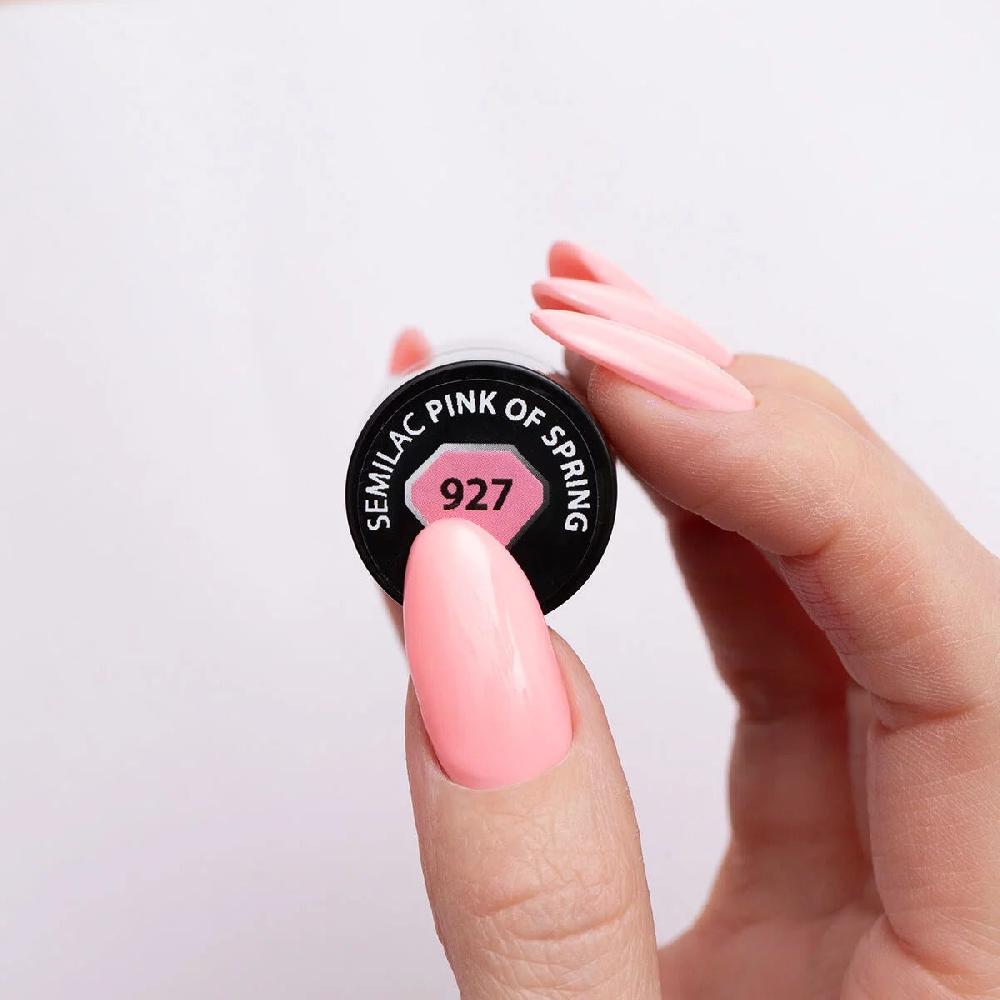 SEMILAC PINK OF SPRING
927